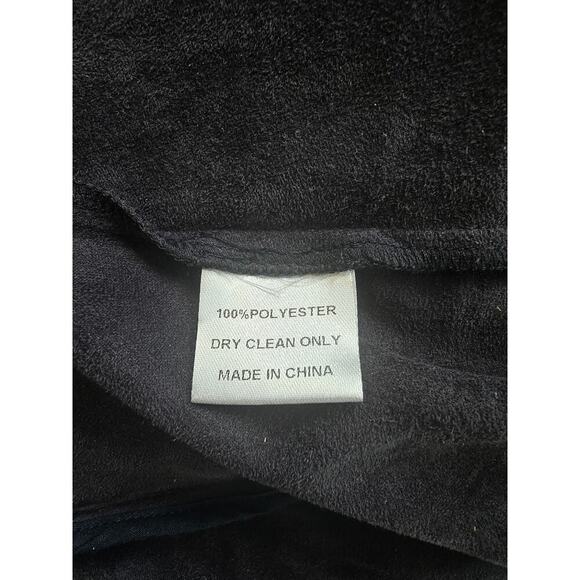 100%POLYESTER
DRY CLEAN ONLY
MADE IN CHINA